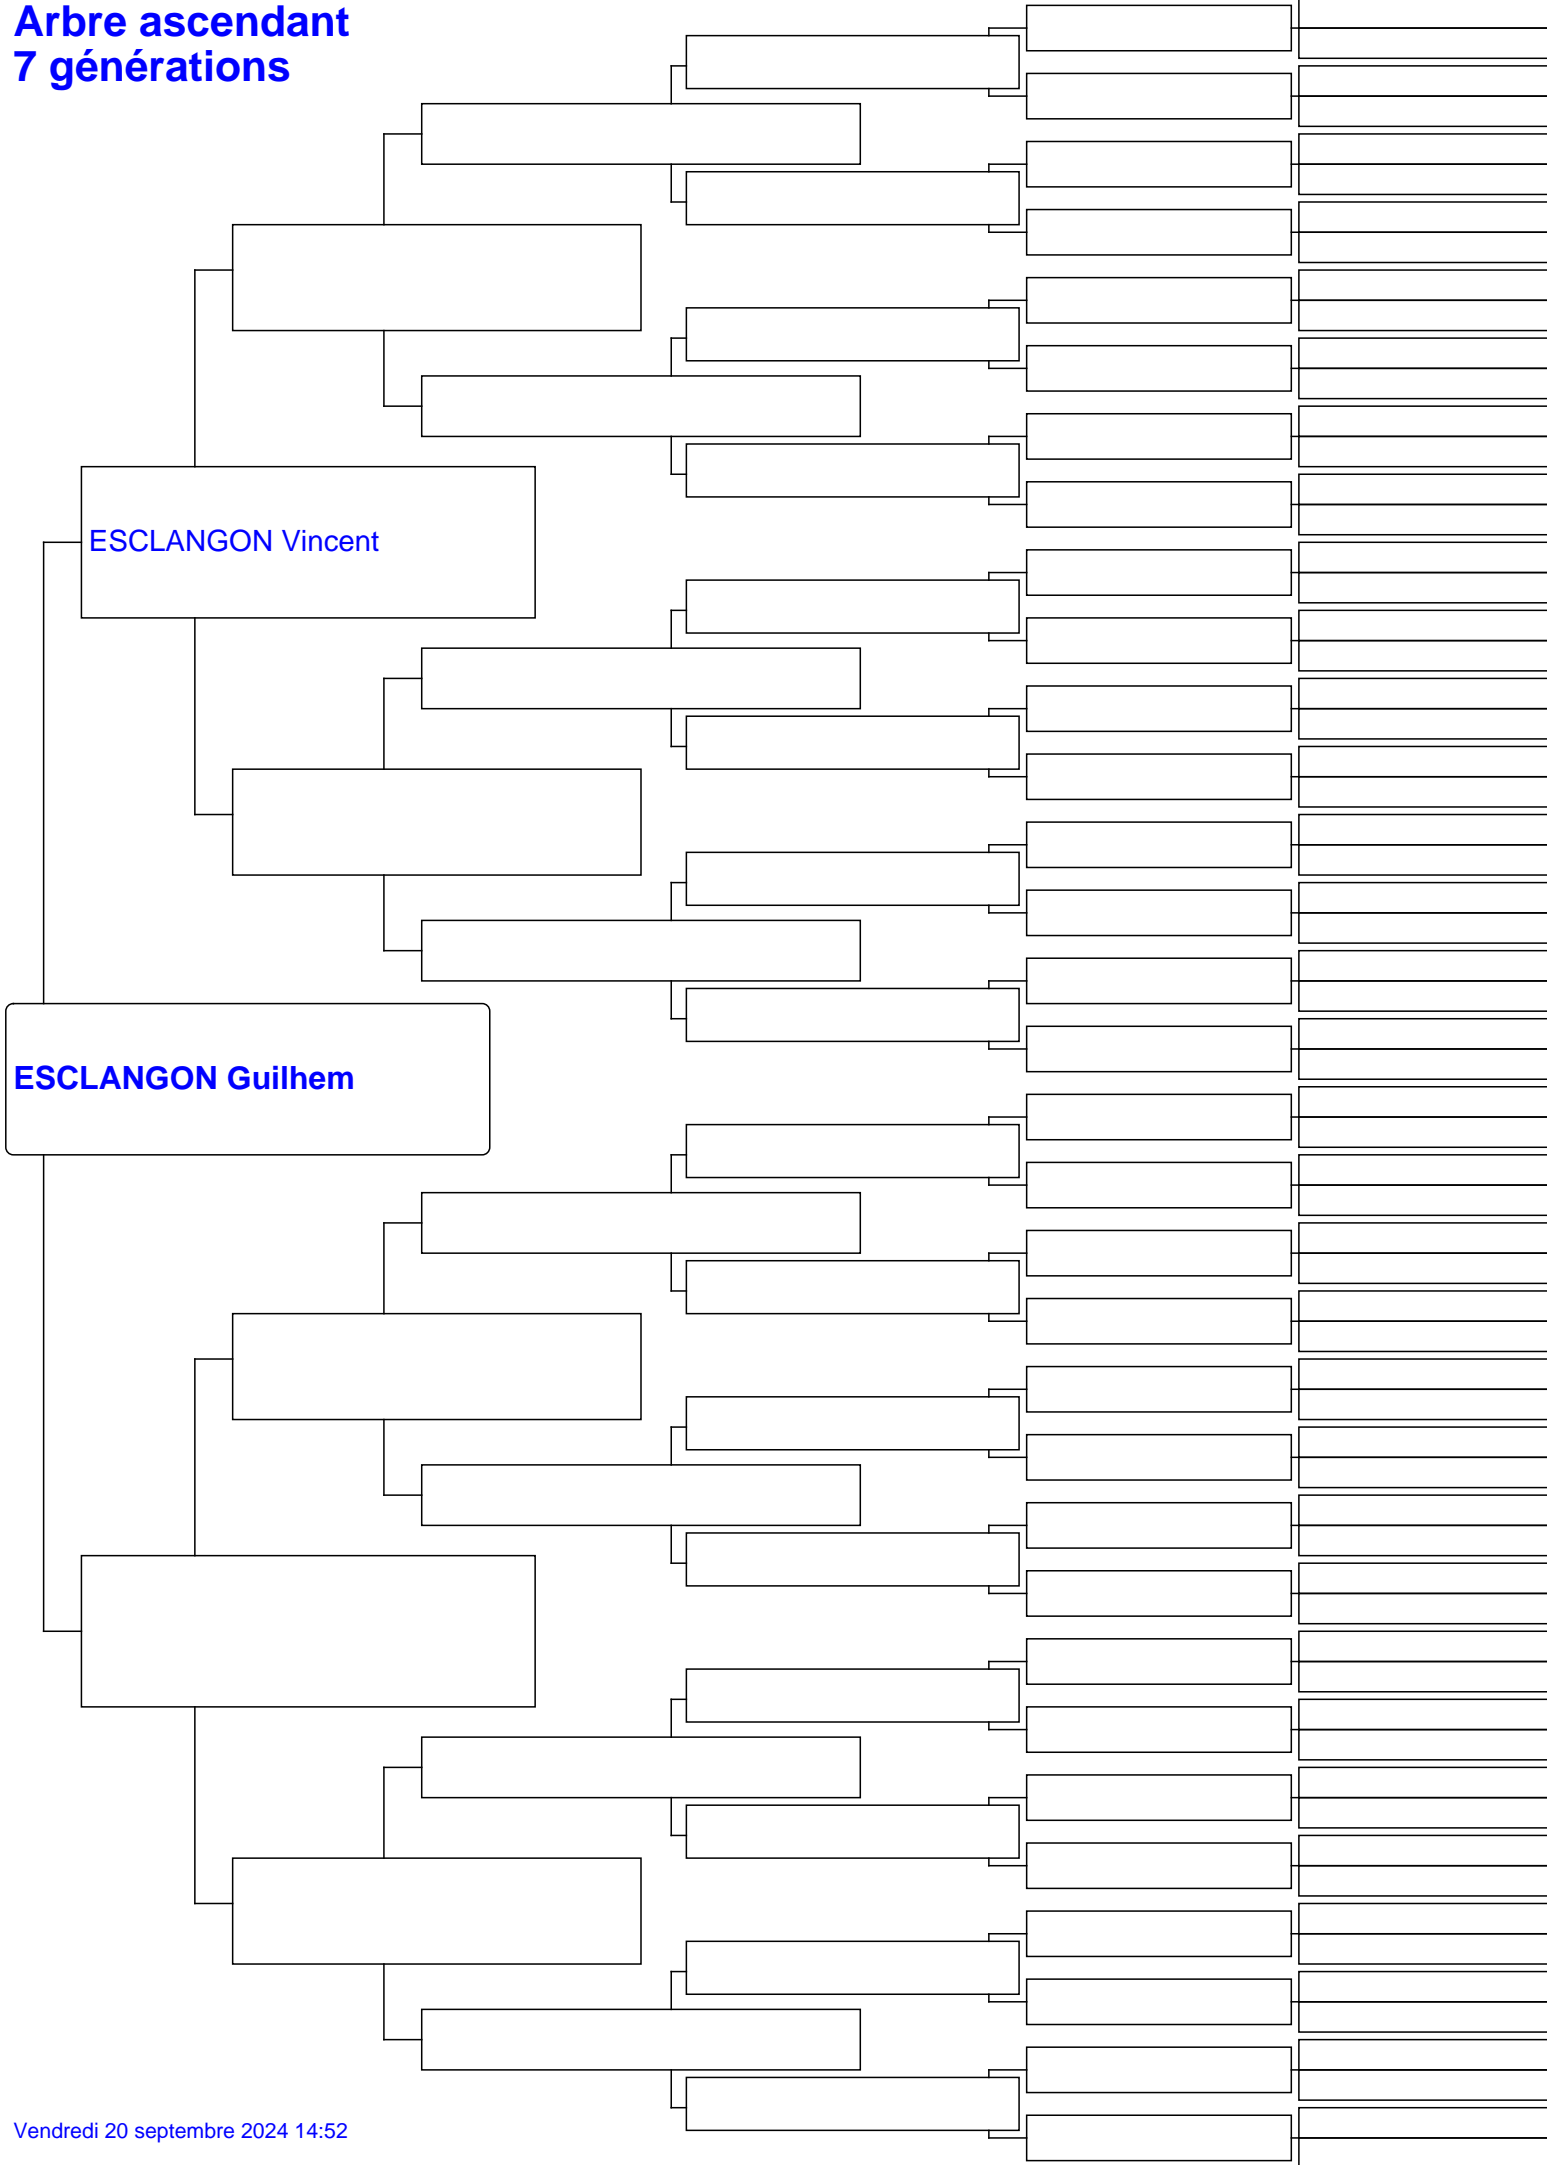 Arbre ascendant
7 générations
ESCLANGON Vincent
ESCLANGON Guilhem
Vendredi 20 septembre 2024 14:52